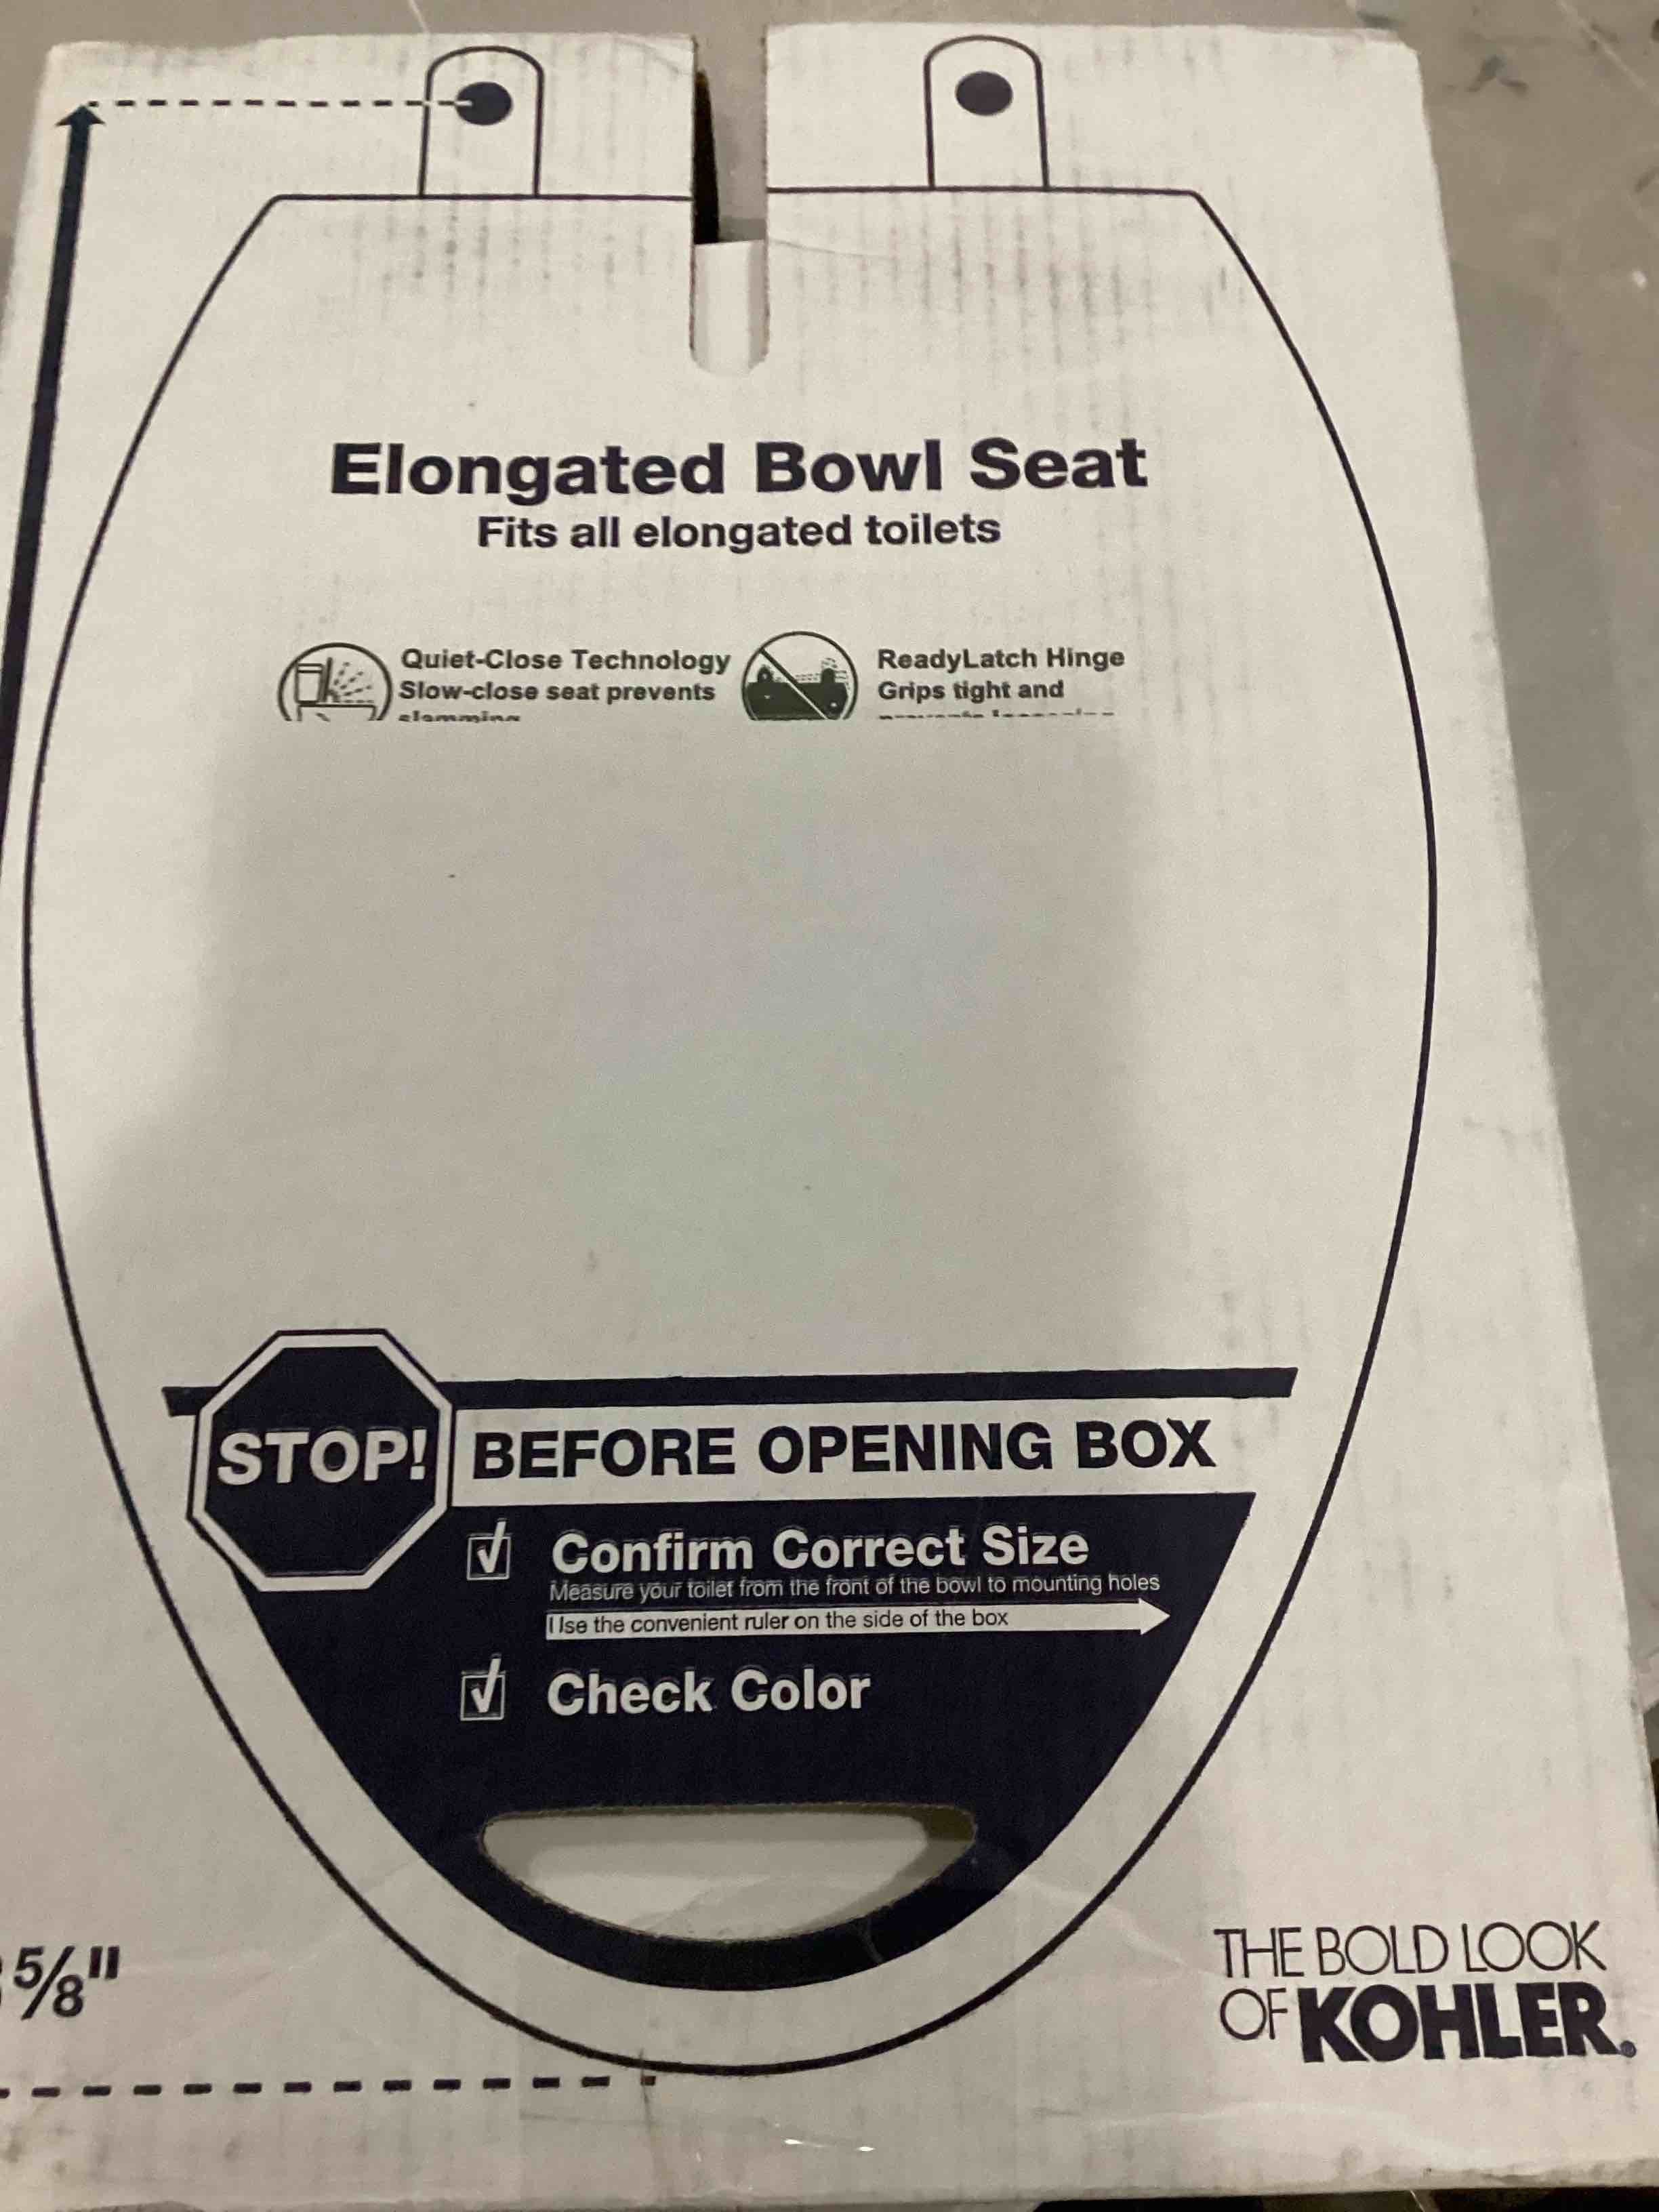 Elongated Bowl Seat
Fits all elongated toilets
Quiet-Close Technology
Slow-close seat prevents
slamming
ReadyLatch Hinge
Grips tight and
STOP!
BEFORE OPENING BOX
Confirm Correct Size
Measure your toilet from the front of the bowl to mounting holes
Use the convenient ruler on the side of the box
Check Color
5/8"
THE BOLD LOOK
OF KOHLER.